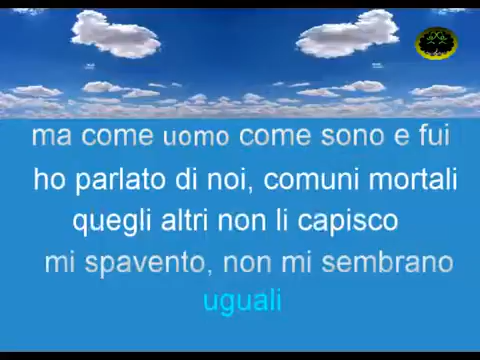 ma come uomo come sono e fui
ho parlato di noi, comuni mortali
quegli altri non li capisco
mi spavento, non mi sembrano
uguali